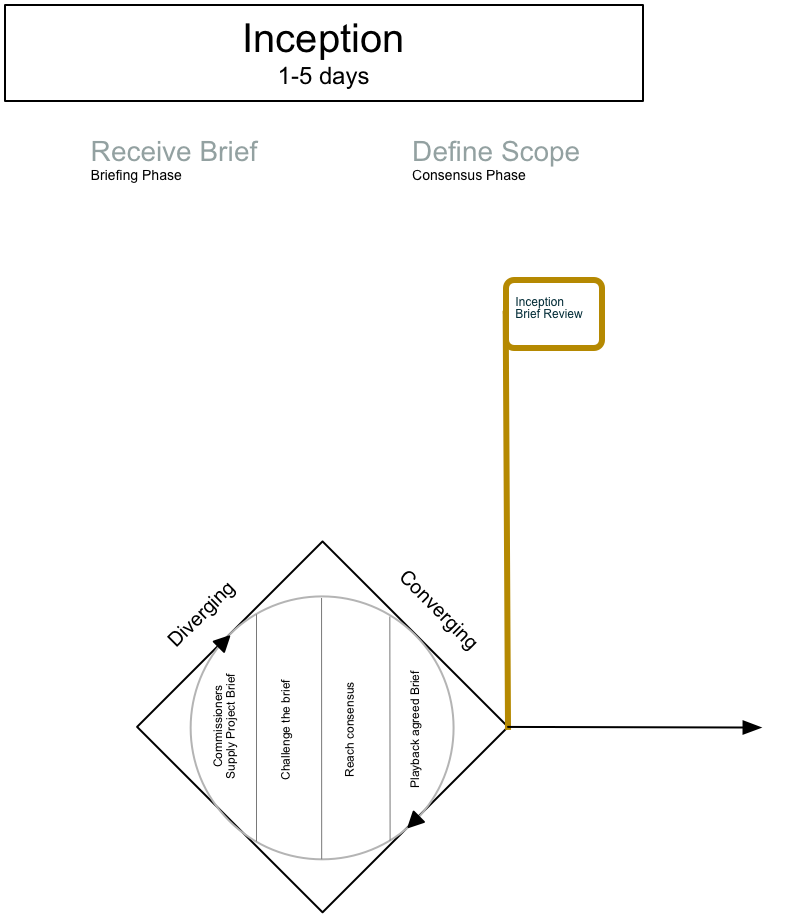 Inception
1-5 days
Receive Brief
Briefing Phase
Define Scope
Consensus Phase
Inception
Brief Review
Diverging
Converging
Commissioners
Supply Project Brief
Challenge the brief
Reach consensus
Playback agreed Brief